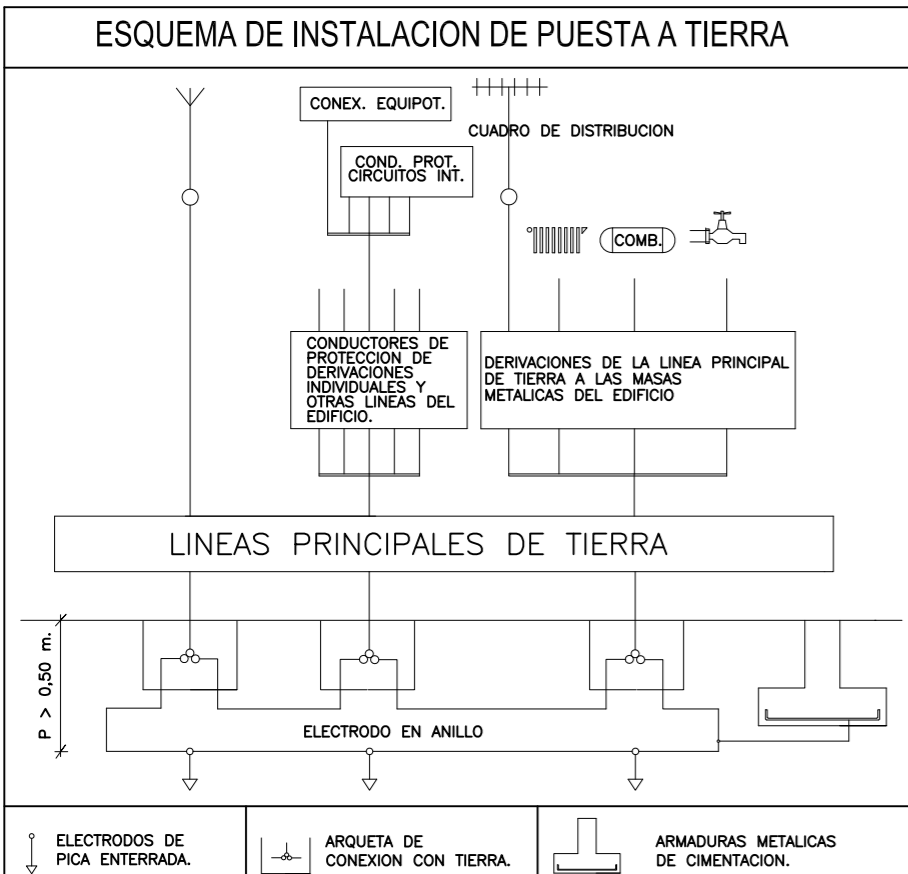 ESQUEMA DE INSTALACION DE PUESTA A TIERRA
CONEX. EQUIPOT.
CUADRO DE DISTRIBUCION
COND. PROT.
CIRCUITOS INT.
COMB.
CONDUCTORES DE
PROTECCION DE
DERIVACIONES
INDIVIDUALES Y
OTRAS LINEAS DEL
EDIFICIO.
DERIVACIONES DE LA LINEA PRINCIPAL
DE TIERRA A LAS MASAS
METALICAS DEL EDIFICIO
LINEAS PRINCIPALES DE TIERRA
P > 0,50 m.
ELECTRODO EN ANILLO
ELECTRODOS DE
PICA ENTERRADA.
ARQUETA DE
CONEXION CON TIERRA.
ARMADURAS METALICAS
DE CIMENTACION.